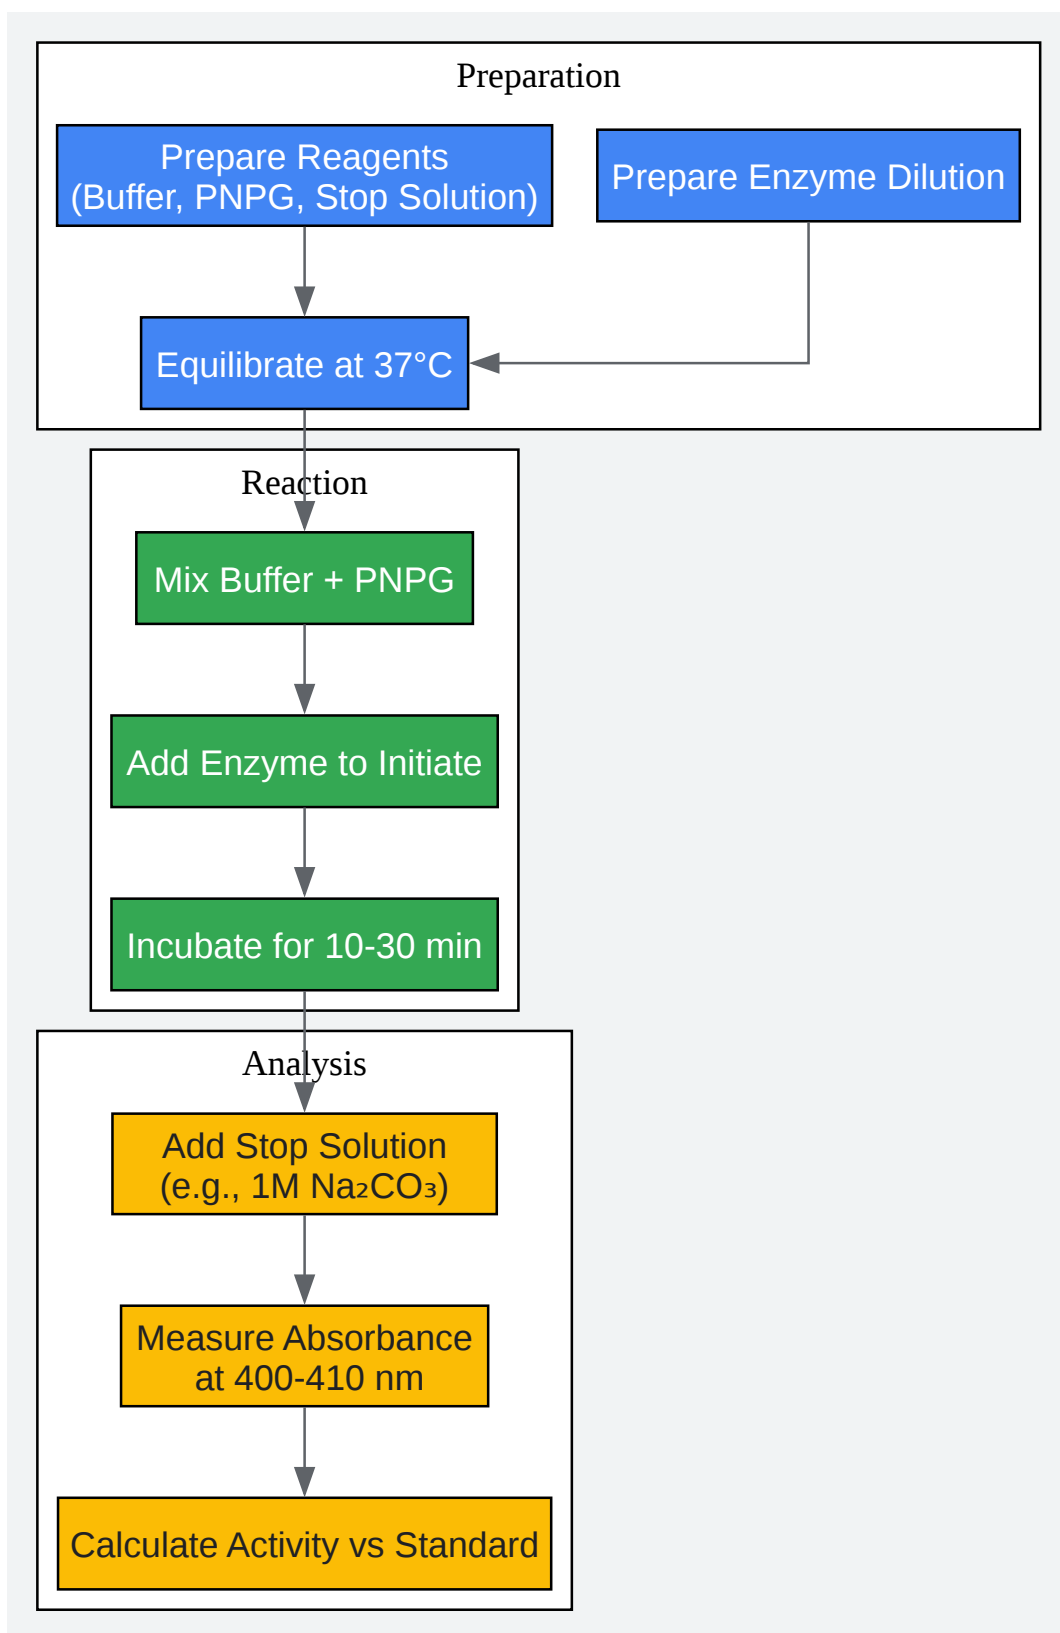 Preparation
Prepare Reagents
(Buffer, PNPG, Stop Solution)
Prepare Enzyme Dilution
Equilibrate at 37°C
Reaction
Mix Buffer + PNPG
Add Enzyme to Initiate
Incubate for 10-30 min
Analysis
Add Stop Solution
(e.g., 1M Na₂CO₃)
Measure Absorbance
at 400-410 nm
Calculate Activity vs Standard